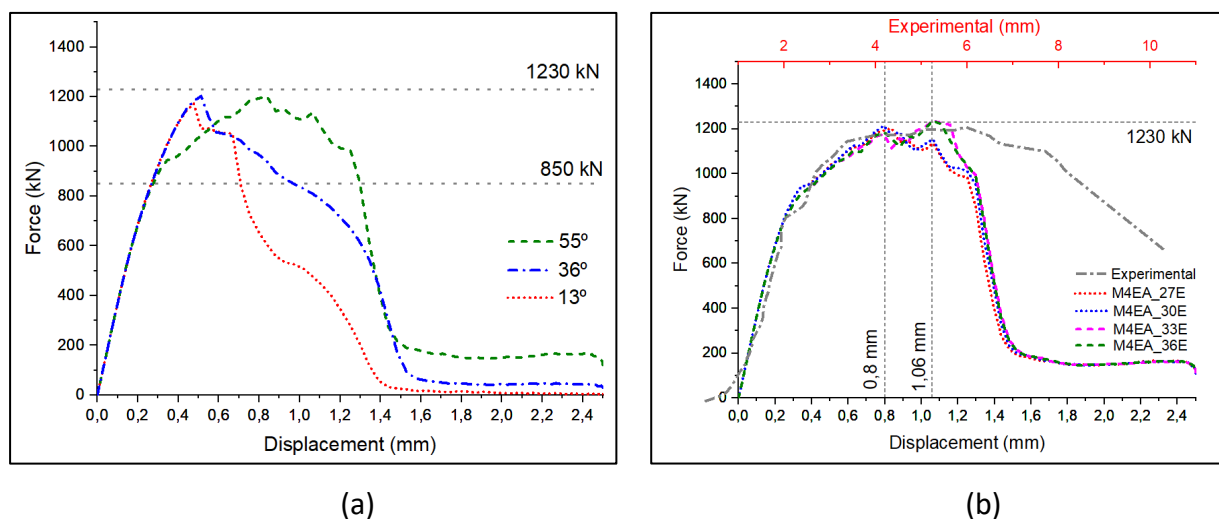 1400
1200
1000
800
600
400
200
0
Force (kN)
1230 kN
850 kN
55º
36º
13º
0,0 0,2 0,4 0,6 0,8 1,0 1,2 1,4 1,6 1,8 2,0 2,2 2,4
Displacement (mm)
(a)
Experimental (mm)
2 4 6 8 10
1400
1200
1000
800
600
400
200
0
Force (kN)
1230 kN
Experimental
M4EA_27E
M4EA_30E
M4EA_33E
M4EA_36E
0,8 mm
1,06 mm
0,0 0,2 0,4 0,6 0,8 1,0 1,2 1,4 1,6 1,8 2,0 2,2 2,4
Displacement (mm)
(b)